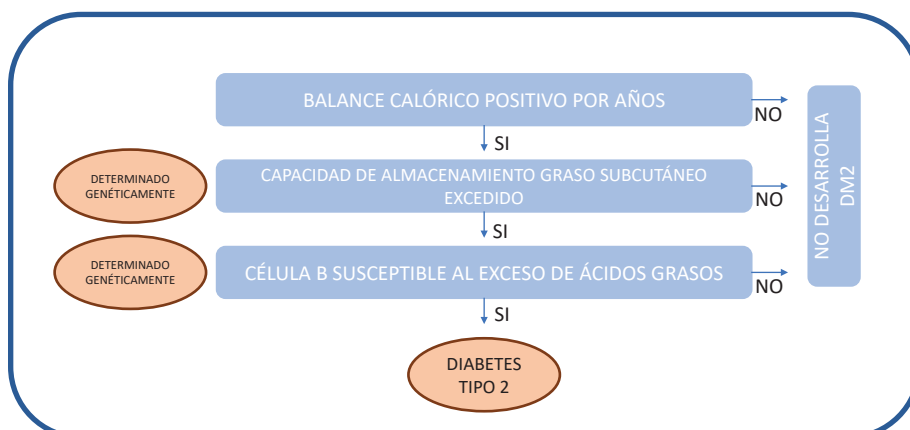 BALANCE CALÓRICO POSITIVO POR AÑOS
NO
SI
DETERMINADO
GENÉTICAMENTE
CAPACIDAD DE ALMACENAMIENTO GRASO SUBCUTÁNEO
EXCEDIDO
NO
SI
DETERMINADO
GENÉTICAMENTE
CÉLULA B SUSCEPTIBLE AL EXCESO DE ÁCIDOS GRASOS
NO
SI
DIABETES
TIPO 2
NO DESARROLLA
DM2